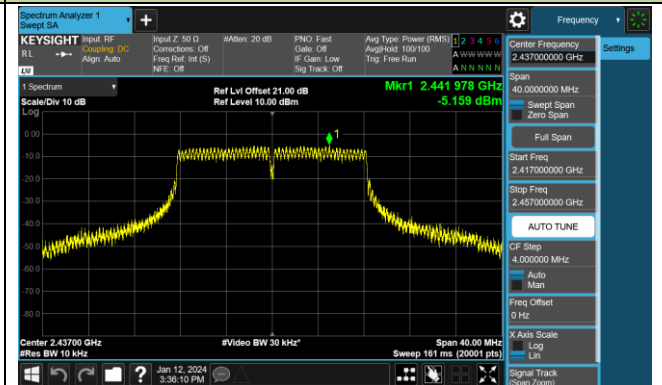 Spectrum Analyzer 1
Swept SA
Frequency
KEYSIGHT
RL
LXI
Input: RF
Coupling: DC
Align: Auto
Input Z: 50 Ω
Corrections: Off
Freq Ref: Int (S)
NFE: Off
#Atten: 20 dB
PNO: Fast
Gate: Off
IF Gain: Low
Sig Track: Off
Avg Type: Power (RMS)
Avg|Hold: 100/100
Trig: Free Run
1 2 3 4 5 6
A W W W W W
A N N N N N
1 Spectrum
Scale/Div 10 dB
Log
Ref Lvl Offset 21.00 dB
Ref Level 10.00 dBm
Mkr1 2.441 978 GHz
-5.159 dBm
1
0.00
-10.0
-20.0
-30.0
-40.0
-50.0
-60.0
-70.0
-80.0
Center 2.43700 GHz
#Res BW 10 kHz
#Video BW 30 kHz*
Span 40.00 MHz
Sweep 161 ms (20001 pts)
Jan 12, 2024
3:36:10 PM
Center Frequency
2.437000000 GHz
Settings
Span
40.0000000 MHz
Swept Span
Zero Span
Full Span
Start Freq
2.417000000 GHz
Stop Freq
2.457000000 GHz
AUTO TUNE
CF Step
4.000000 MHz
Auto
Man
Freq Offset
0 Hz
X Axis Scale
Log
Lin
Signal Track
(Span Zoom)